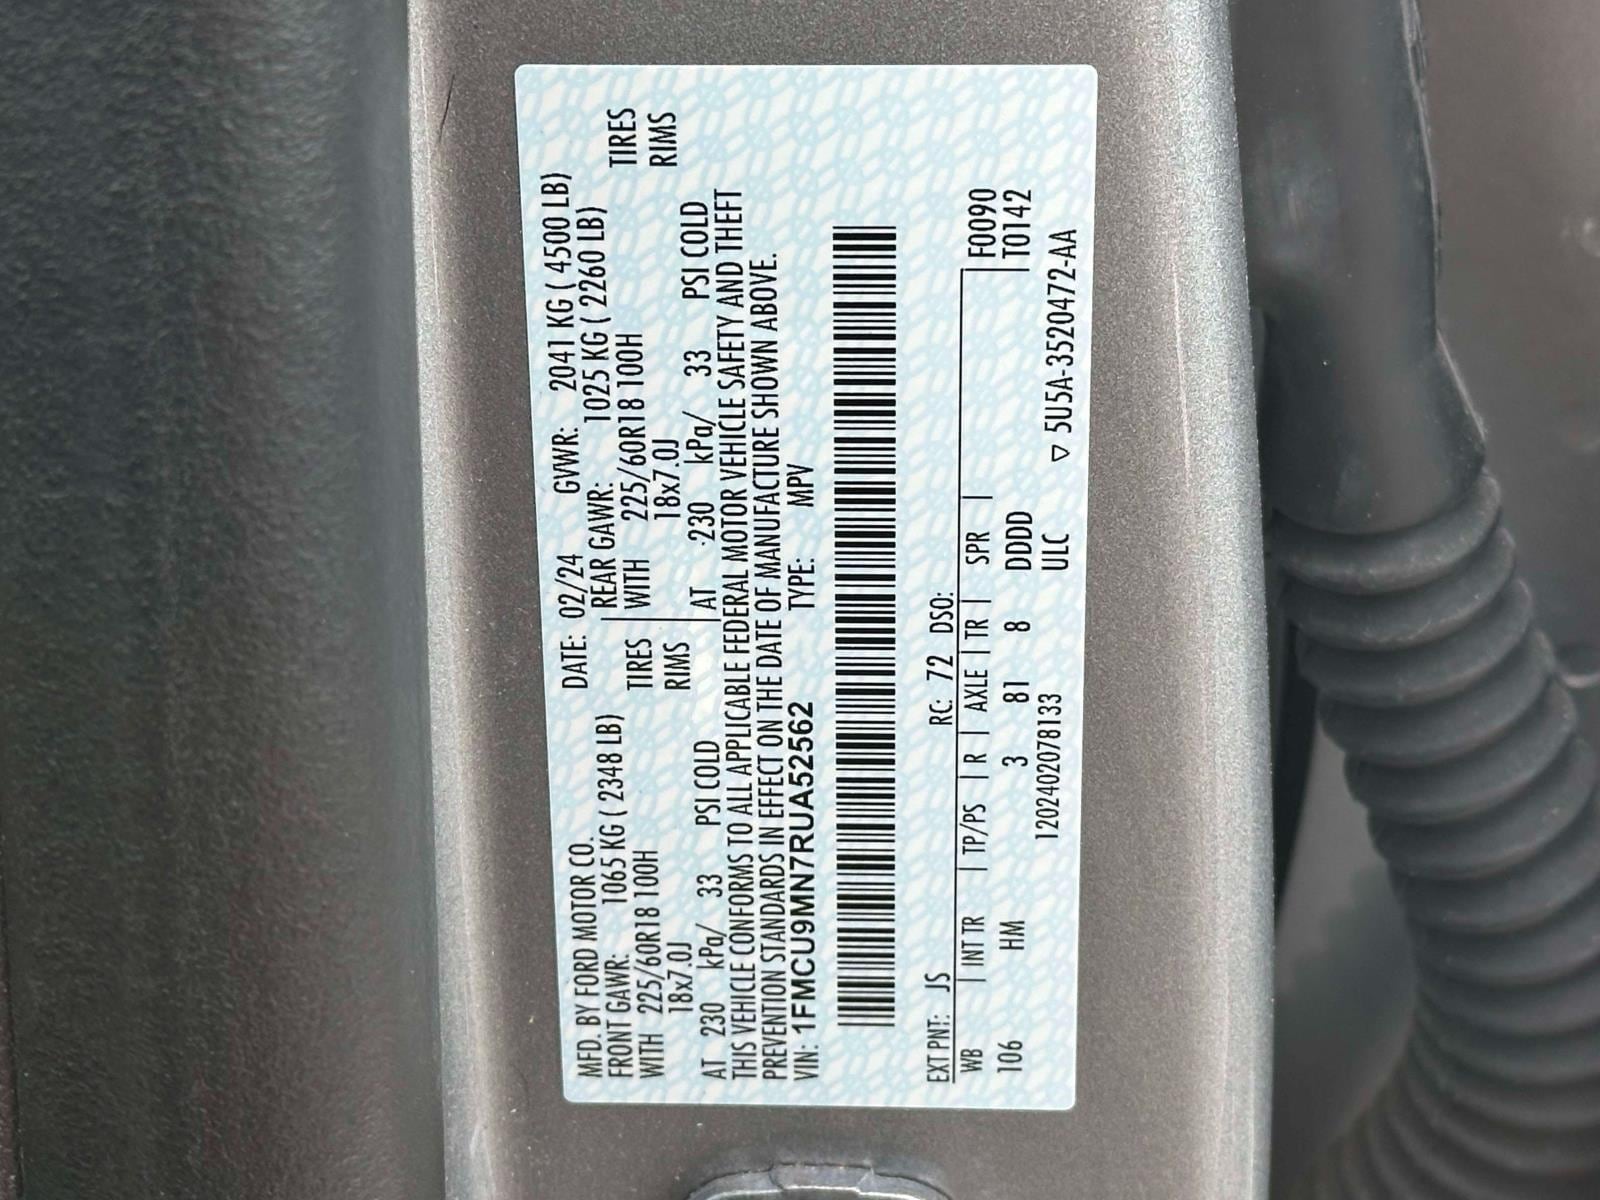 MFD. BY FORD MOTOR CO. DATE: 02/24 GVWR: 2041 KG ( 4500 LB)
FRONT GAWR: 1065 KG ( 2348 LB) REAR GAWR: 1025 KG ( 2260 LB)
WITH 225/60R18 100H TIRES WITH 225/60R18 100H TIRES
18x7.0J RIMS 18x7.0J RIMS
AT 230 kPa/ 33 PSI COLD AT 230 kPa/ 33 PSI COLD
THIS VEHICLE CONFORMS TO ALL APPLICABLE FEDERAL MOTOR VEHICLE SAFETY AND THEFT
PREVENTION STANDARDS IN EFFECT ON THE DATE OF MANUFACTURE SHOWN ABOVE.
VIN: 1FMCU9MN7RUA52562 TYPE: MPV
EXT PNT: JS RC: 72 DSO:
WB | INT TR | TP/PS | R | AXLE | TR | SPR | F0090
106 HM 3 81 8 DDDD T0142
1202402078133 ULC ▽ 5U5A-3520472-AA